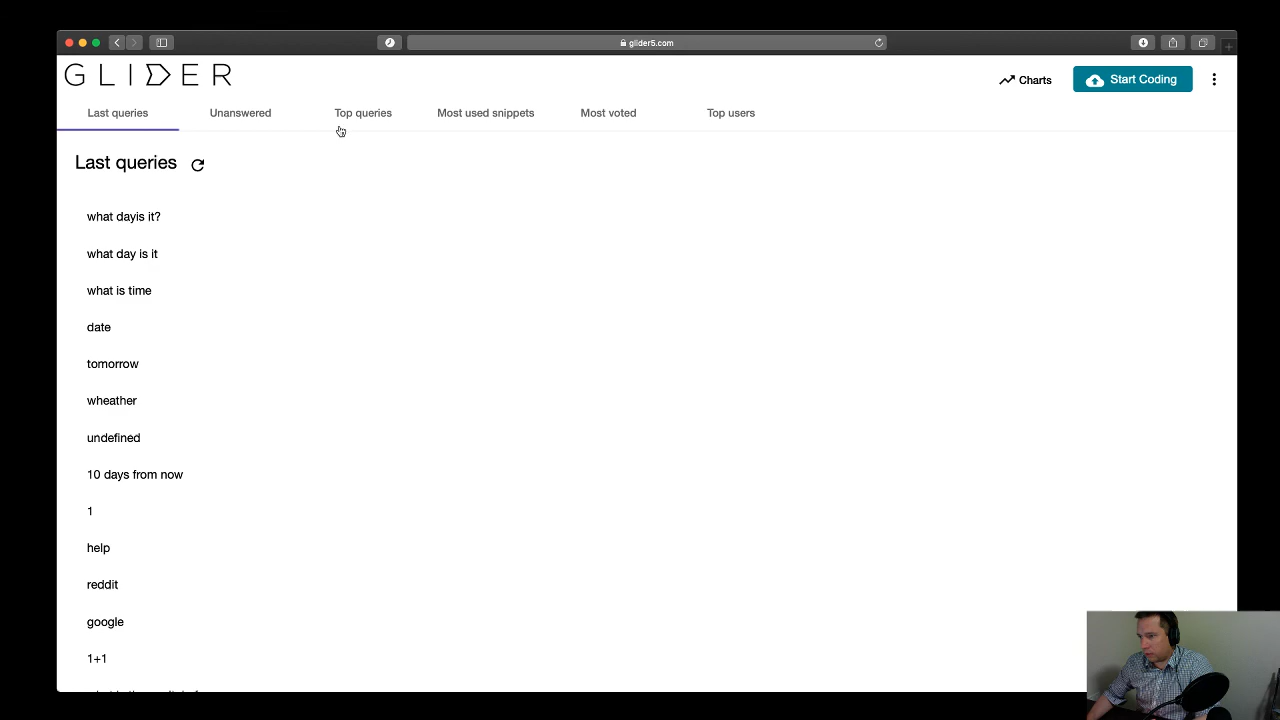 glider5.com
GLIDER
Charts
Start Coding
Last queries
Unanswered
Top queries
Most used snippets
Most voted
Top users
Last queries
what dayis it?
what day is it
what is time
date
tomorrow
wheather
undefined
10 days from now
1
help
reddit
google
1+1